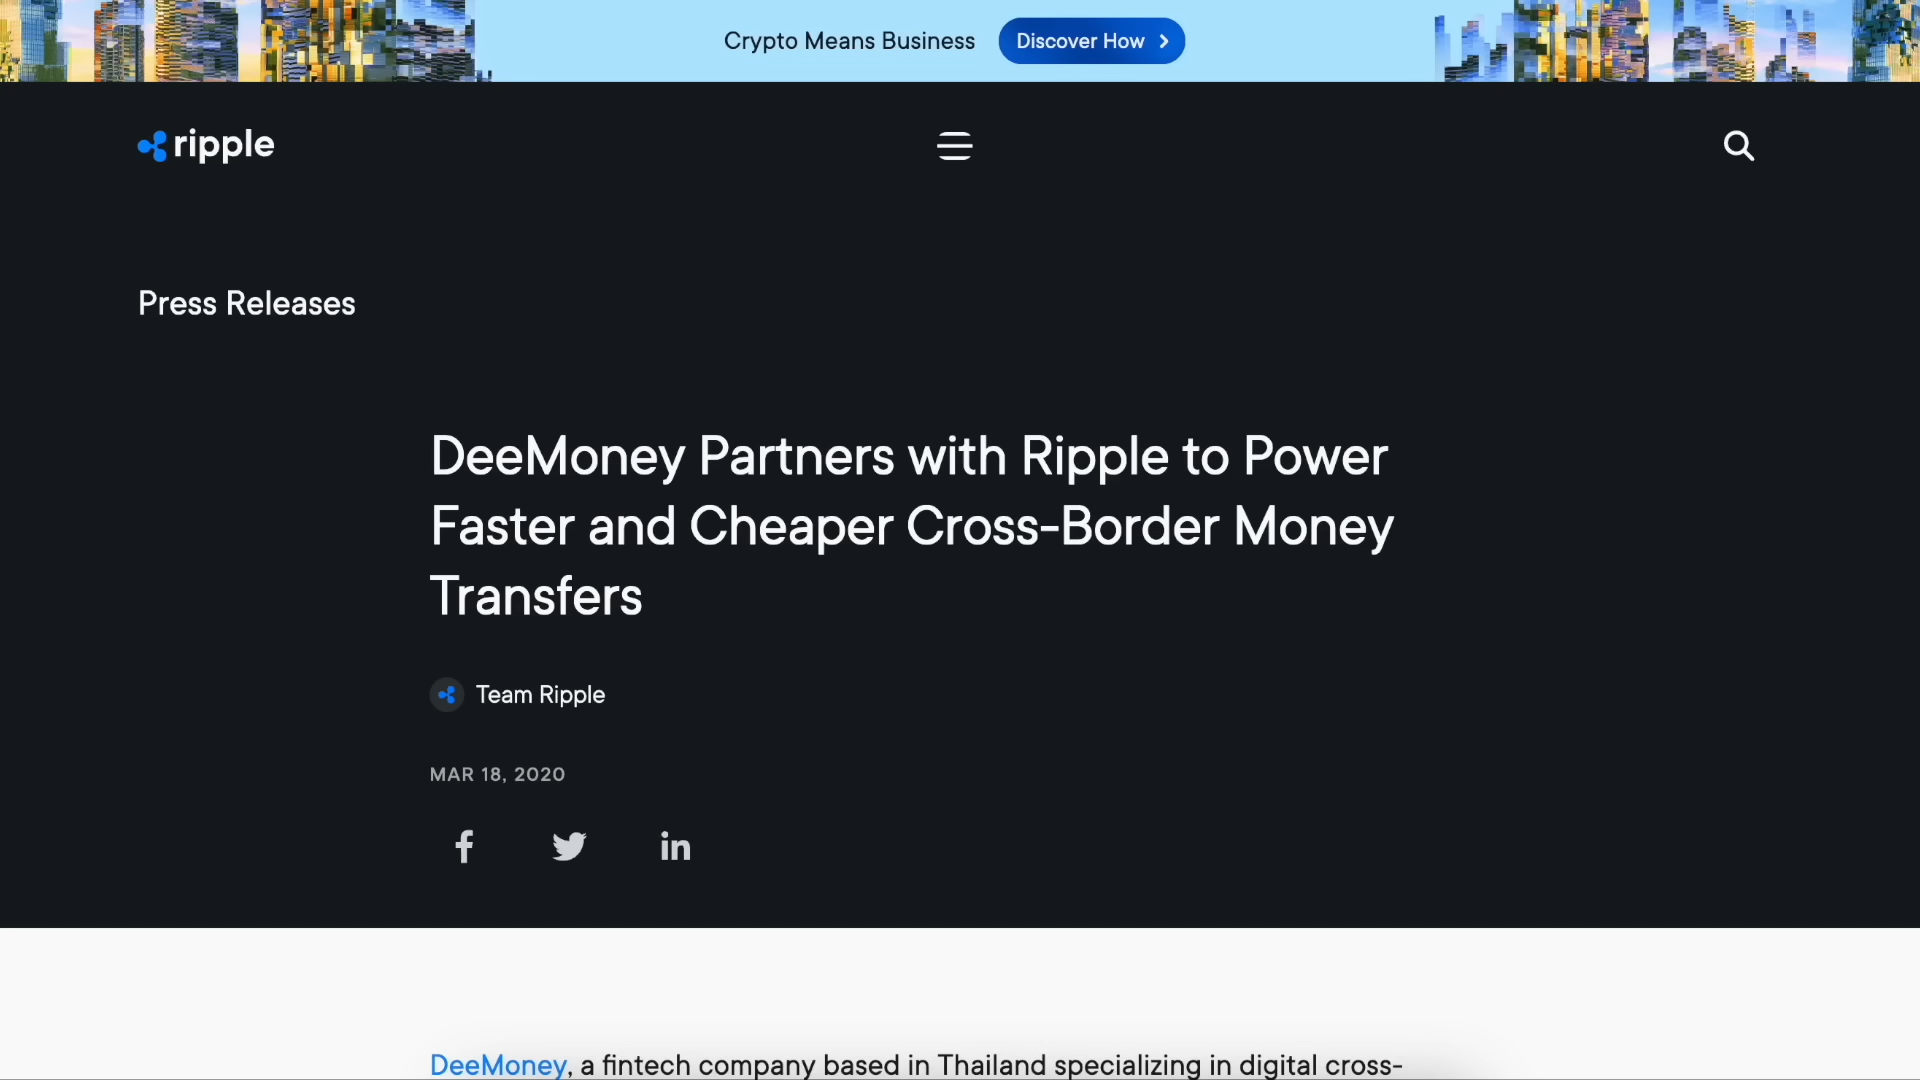 Crypto Means Business
Discover How
ripple
Press Releases
DeeMoney Partners with Ripple to Power
Faster and Cheaper Cross-Border Money
Transfers
Team Ripple
MAR 18, 2020
DeeMoney, a fintech company based in Thailand specializing in digital cross-